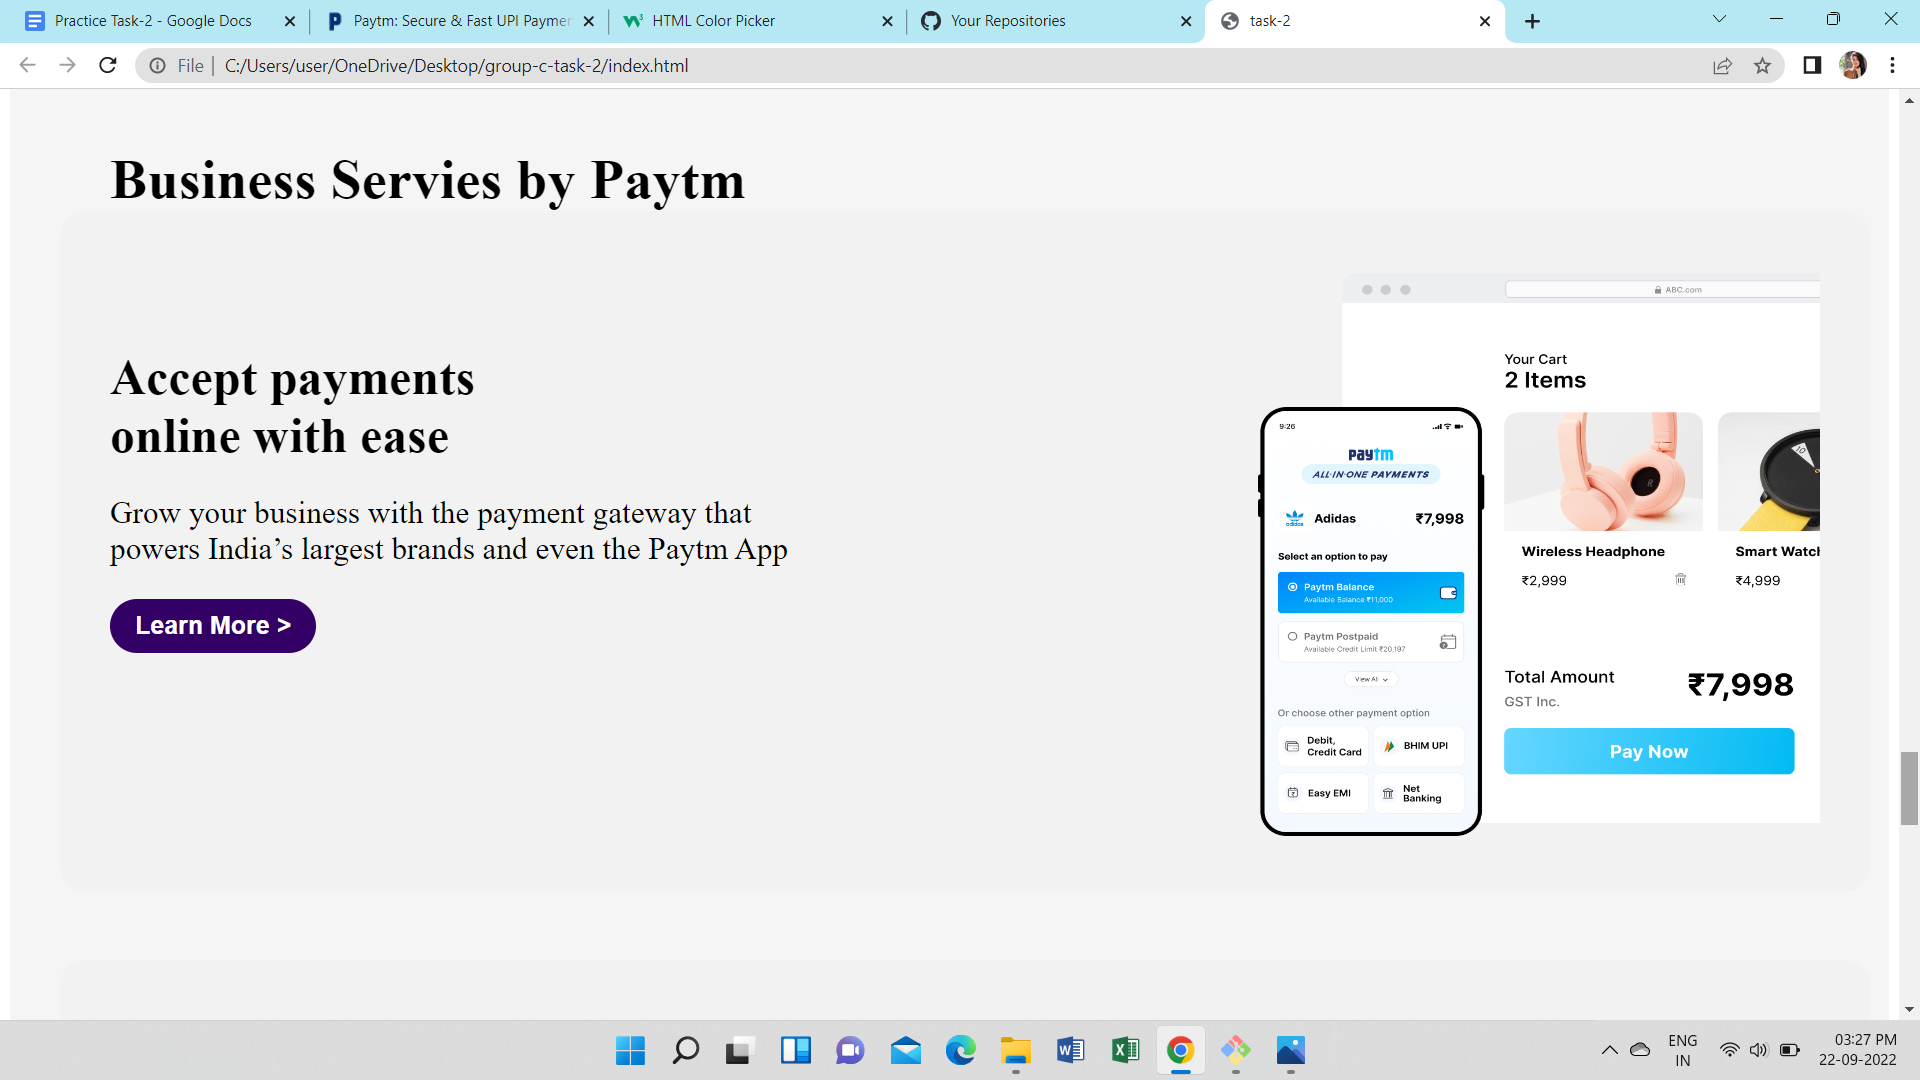 Practice Task-2 - Google Docs
Paytm: Secure & Fast UPI Paymen
HTML Color Picker
Your Repositories
task-2
File
C:/Users/user/OneDrive/Desktop/group-c-task-2/index.html
Business Servies by Paytm
Accept payments
online with ease
Grow your business with the payment gateway that
powers India’s largest brands and even the Paytm App
Learn More >
ABC.com
Your Cart
2 Items
Wireless Headphone
₹2,999
Smart Watch
₹4,999
Total Amount
GST Inc.
₹7,998
Pay Now
9:26
paytm
ALL-IN-ONE PAYMENTS
adidas
Adidas
₹7,998
Select an option to pay
Paytm Balance
Available Balance ₹11,000
Paytm Postpaid
Available Credit Limit ₹20,197
View All
Or choose other payment option
Debit,
Credit Card
BHIM UPI
Easy EMI
Net
Banking
ENG
IN
03:27 PM
22-09-2022